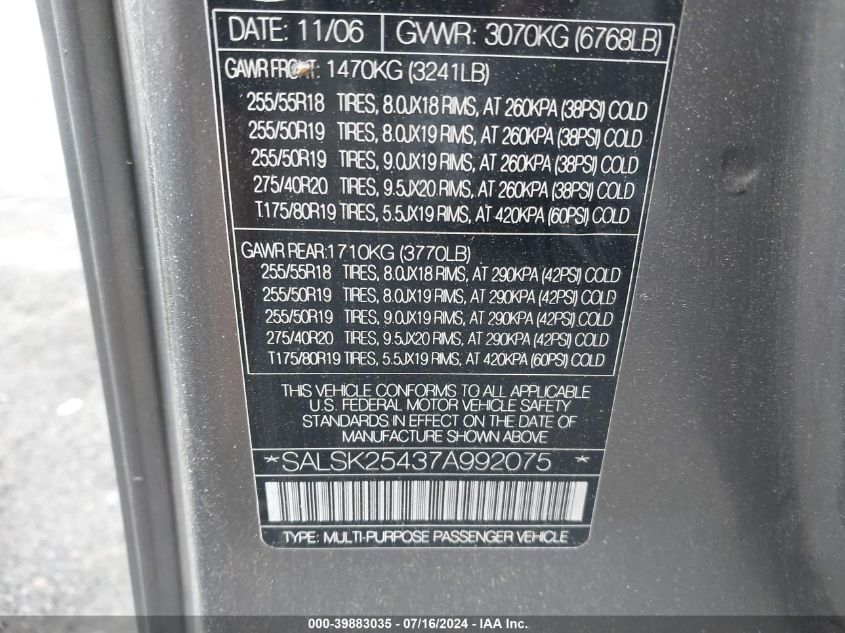 DATE: 11/06 GVWR: 3070KG (6768LB)
GAWR FRONT: 1470KG (3241LB)
255/55R18 TIRES, 8.0JX18 RIMS, AT 260KPA (38PSI) COLD
255/50R19 TIRES, 8.0JX19 RIMS, AT 260KPA (38PSI) COLD
255/50R19 TIRES, 9.0JX19 RIMS, AT 260KPA (38PSI) COLD
275/40R20 TIRES, 9.5JX20 RIMS, AT 260KPA (38PSI) COLD
T175/80R19 TIRES, 5.5JX19 RIMS, AT 420KPA (60PSI) COLD
GAWR REAR: 1710KG (3770LB)
255/55R18 TIRES, 8.0JX18 RIMS, AT 290KPA (42PSI) COLD
255/50R19 TIRES, 8.0JX19 RIMS, AT 290KPA (42PSI) COLD
255/50R19 TIRES, 9.0JX19 RIMS, AT 290KPA (42PSI) COLD
275/40R20 TIRES, 9.5JX20 RIMS, AT 290KPA (42PSI) COLD
T175/80R19 TIRES, 5.5JX19 RIMS, AT 420KPA (60PSI) COLD
THIS VEHICLE CONFORMS TO ALL APPLICABLE
U.S. FEDERAL MOTOR VEHICLE SAFETY
STANDARDS IN EFFECT ON THE DATE OF
MANUFACTURE SHOWN ABOVE
*SALSK25437A992075 *
TYPE: MULTI-PURPOSE PASSENGER VEHICLE
000-39883035 - 07/16/2024 - IAAI.com